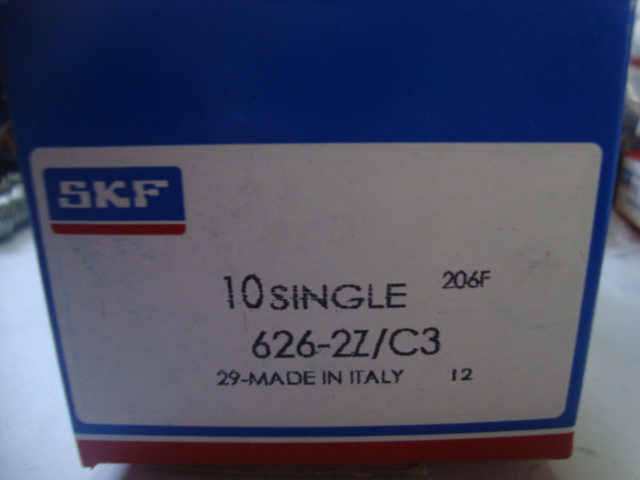 SKF
206F
10 SINGLE
626-2Z/C3
29-MADE IN ITALY 12